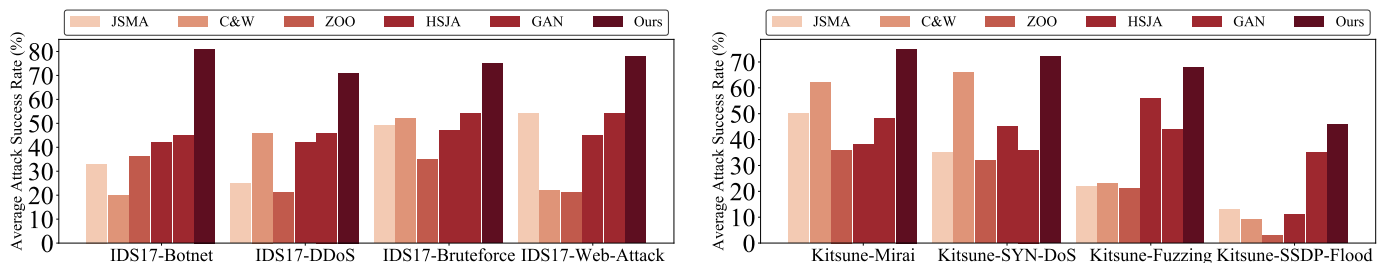 JSMA C&W ZOO HSJA GAN Ours
Average Attack Success Rate (%)
80
70
60
50
40
30
20
10
0
IDS17-Botnet IDS17-DDoS IDS17-Bruteforce IDS17-Web-Attack
JSMA C&W ZOO HSJA GAN Ours
Average Attack Success Rate (%)
70
60
50
40
30
20
10
0
Kitsune-Mirai Kitsune-SYN-DoS Kitsune-Fuzzing Kitsune-SSDP-Flood